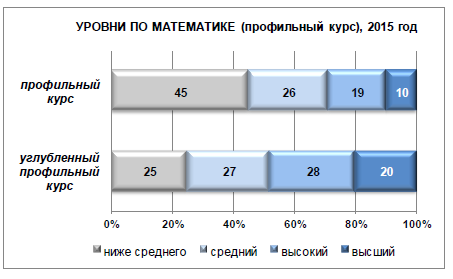 УРОВНИ ПО МАТЕМАТИКЕ (профильный курс), 2015 год
профильный
курс
45 26 19 10
углубленный
профильный
курс
25 27 28 20
0% 20% 40% 60% 80% 100%
ниже среднего средний высокий высший